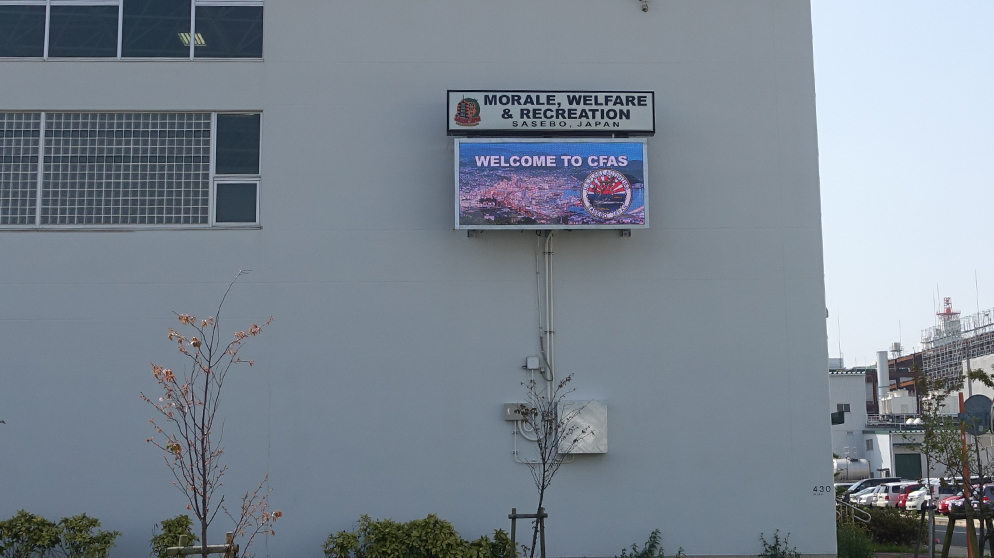 MORALE, WELFARE
& RECREATION
SASEBO, JAPAN
WELCOME TO CFAS
430